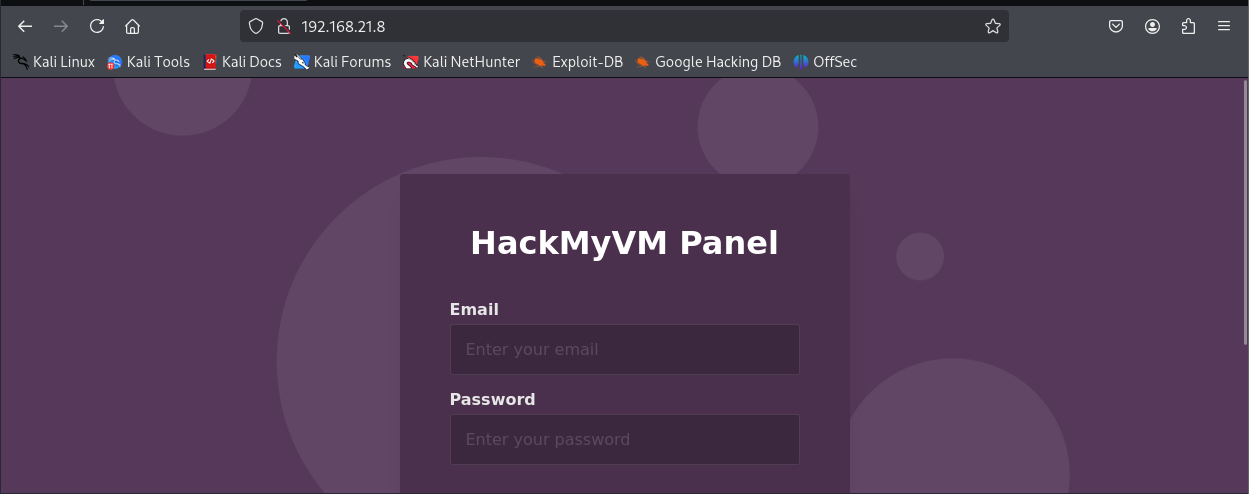 192.168.21.8
Kali Linux Kali Tools Kali Docs Kali Forums Kali NetHunter Exploit-DB Google Hacking DB OffSec
HackMyVM Panel
Email
Enter your email
Password
Enter your password